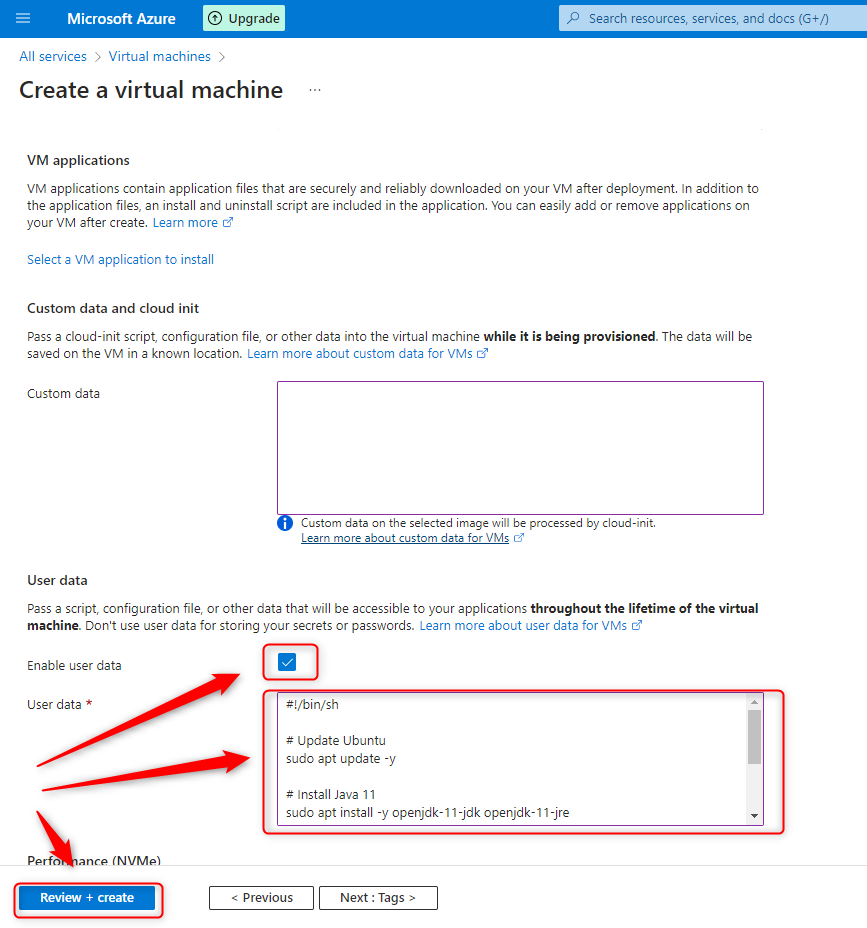 Microsoft Azure
Upgrade
Search resources, services, and docs (G+/)
All services > Virtual machines >
Create a virtual machine ...
VM applications
VM applications contain application files that are securely and reliably downloaded on your VM after deployment. In addition to
the application files, an install and uninstall script are included in the application. You can easily add or remove applications on
your VM after create. Learn more
Select a VM application to install
Custom data and cloud init
Pass a cloud-init script, configuration file, or other data into the virtual machine while it is being provisioned. The data will be
saved on the VM in a known location. Learn more about custom data for VMs
Custom data
Custom data on the selected image will be processed by cloud-init.
Learn more about custom data for VMs
User data
Pass a script, configuration file, or other data that will be accessible to your applications throughout the lifetime of the virtual
machine. Don't use user data for storing your secrets or passwords. Learn more about user data for VMs
Enable user data
User data *
#!/bin/sh
# Update Ubuntu
sudo apt update -y
# Install Java 11
sudo apt install -y openjdk-11-jdk openjdk-11-jre
Performance (NVMe)
Review + create
< Previous
Next : Tags >